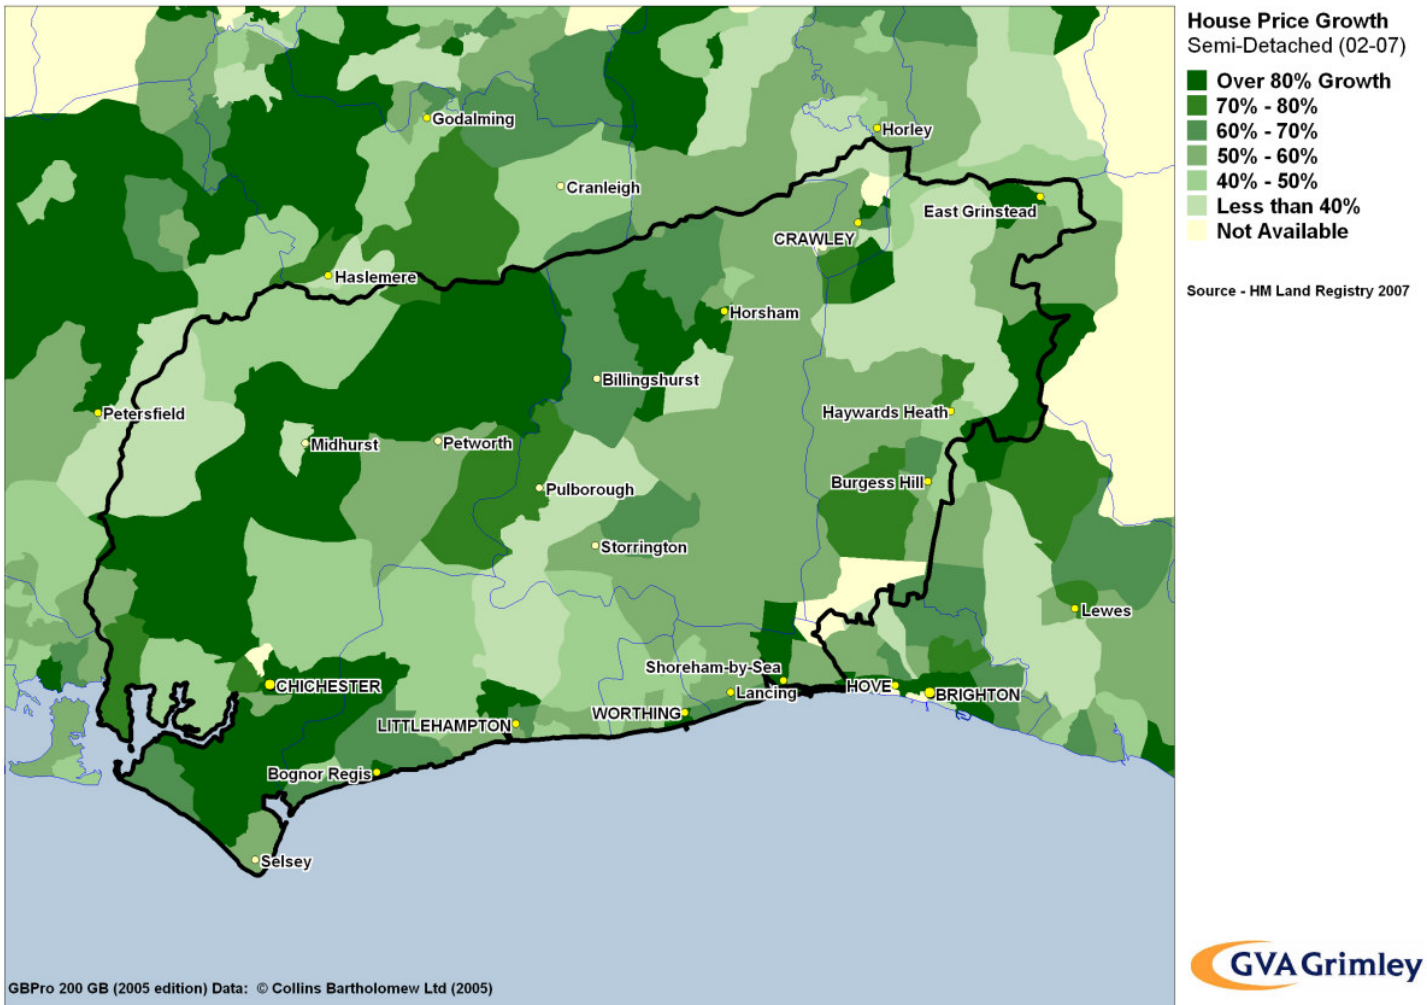 House Price Growth
Semi-Detached (02-07)
Over 80% Growth
70% - 80%
60% - 70%
50% - 60%
40% - 50%
Less than 40%
Not Available
Source - HM Land Registry 2007
Godalming
Horley
Cranleigh
East Grinstead
CRAWLEY
Haslemere
Horsham
Billingshurst
Petersfield
Haywards Heath
Midhurst
Petworth
Burgess Hill
Pulborough
Storrington
Lewes
Shoreham-by-Sea
CHICHESTER
Lancing
HOVE
BRIGHTON
WORTHING
LITTLEHAMPTON
Bognor Regis
Selsey
GVA Grimley
GBPro 200 GB (2005 edition) Data: © Collins Bartholomew Ltd (2005)